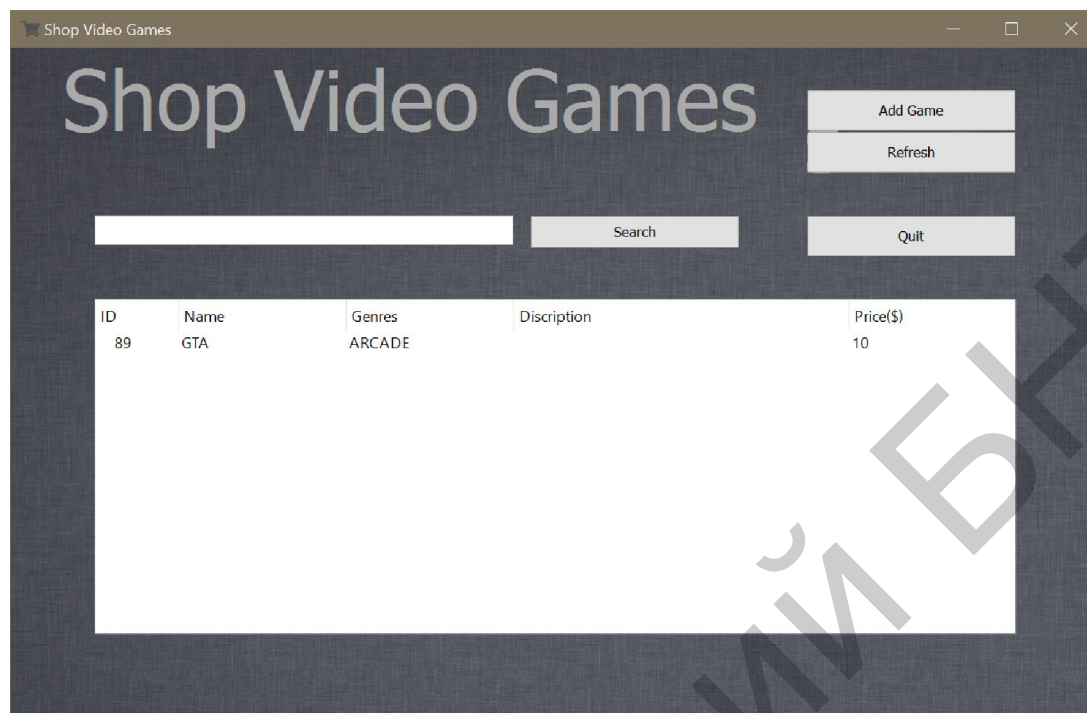 Shop Video Games
Shop Video Games
Add Game
Refresh
Search
Quit
ID Name Genres Discription Price($)
89 GTA ARCADE 10